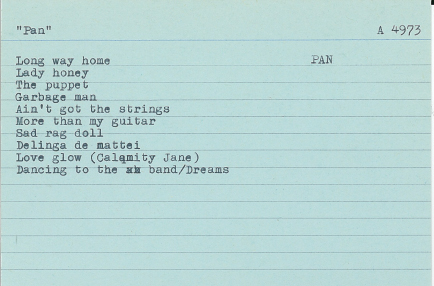 "Pan" A 4973
Long way home PAN
Lady honey
The puppet
Garbage man
Ain't got the strings
More than my guitar
Sad rag doll
Delinga de mattei
Love glow (Calamity Jane)
Dancing to the band/Dreams